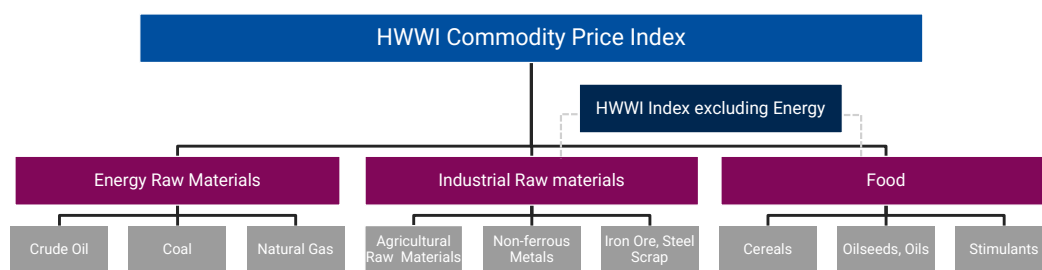 HWWI Commodity Price Index
HWWI Index excluding Energy
Energy Raw Materials
Industrial Raw materials
Food
Crude Oil
Coal
Natural Gas
Agricultural
Raw Materials
Non-ferrous
Metals
Iron Ore, Steel
Scrap
Cereals
Oilseeds, Oils
Stimulants